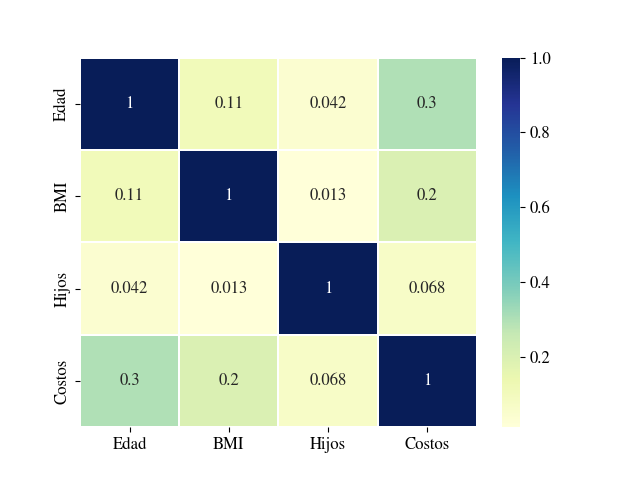 Edad 1 0.11 0.042 0.3
BMI 0.11 1 0.013 0.2
Hijos 0.042 0.013 1 0.068
Costos 0.3 0.2 0.068 1
Edad BMI Hijos Costos
1.0
0.8
0.6
0.4
0.2